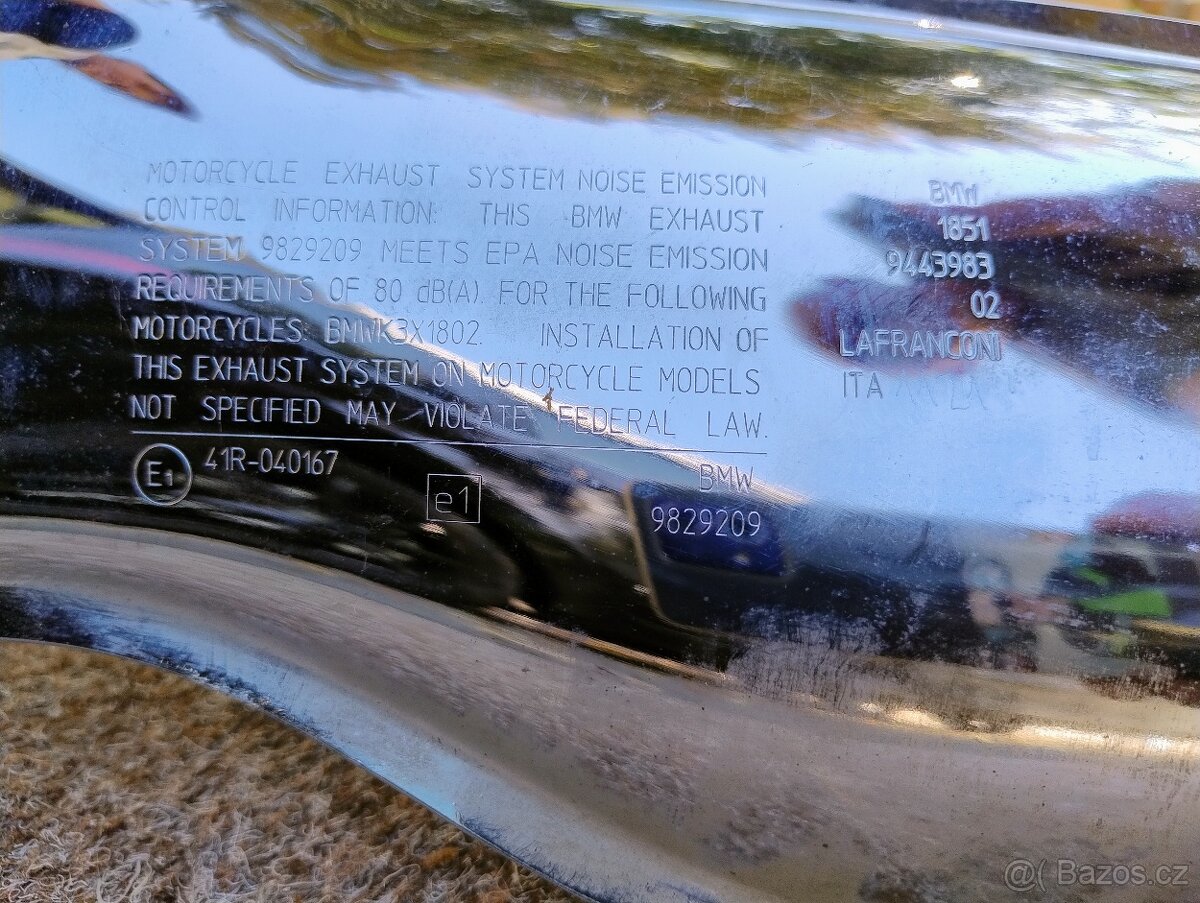 MOTORCYCLE EXHAUST SYSTEM NOISE EMISSION
CONTROL INFORMATION: THIS BMW EXHAUST
SYSTEM 9829209 MEETS EPA NOISE EMISSION
REQUIREMENTS OF 80 dB(A). FOR THE FOLLOWING
MOTORCYCLES: BMWK3X1802. INSTALLATION OF
THIS EXHAUST SYSTEM ON MOTORCYCLE MODELS
NOT SPECIFIED MAY VIOLATE FEDERAL LAW.
E1 41R-040167
e1
BMW
9829209
BMW
1851
9443983
02
LAFRANCONI
ITA
@( Bazos.cz